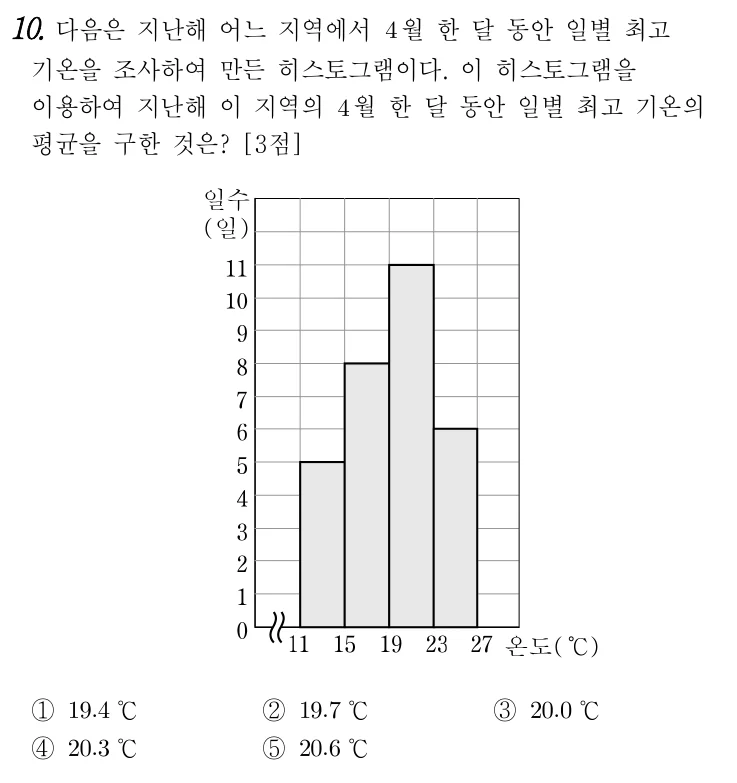 10. 다음은 지난해 어느 지역에서 4월 한 달 동안 일별 최고
기온을 조사하여 만든 히스토그램이다. 이 히스토그램을
이용하여 지난해 이 지역의 4월 한 달 동안 일별 최고 기온의
평균을 구한 것은? [3점]
일수
(일)
11
10
9
8
7
6
5
4
3
2
1
0
11 15 19 23 27 온도(℃)
① 19.4 ℃ ② 19.7 ℃ ③ 20.0 ℃
④ 20.3 ℃ ⑤ 20.6 ℃